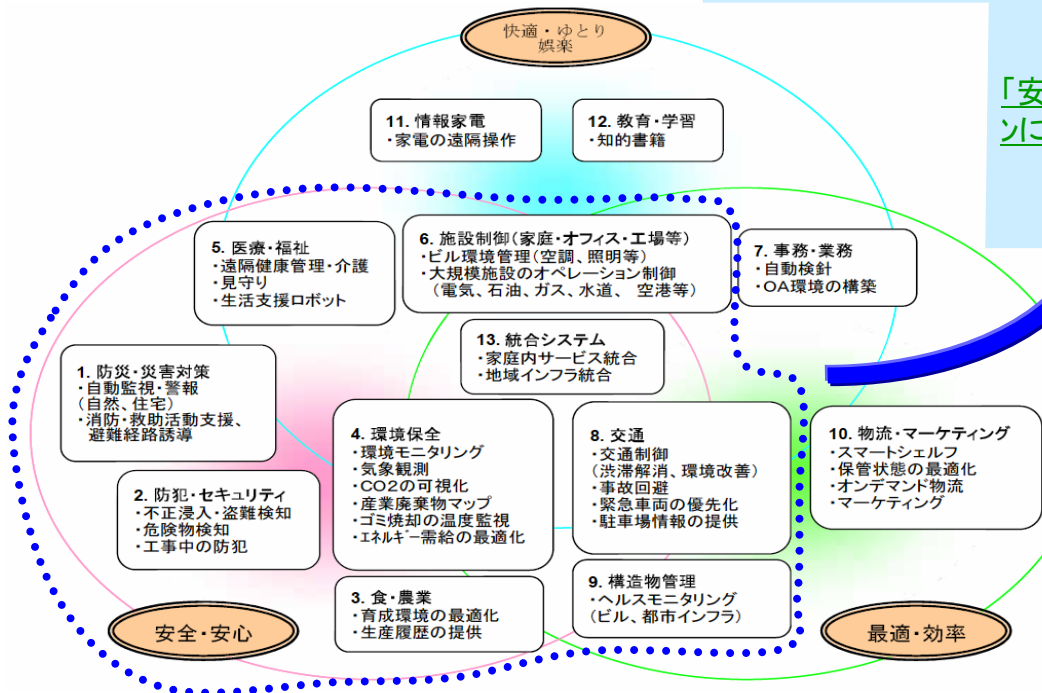 快適・ゆとり
娯楽
「安
ンに
11. 情報家電
・家電の遠隔操作
12. 教育・学習
・知的書籍
5. 医療・福祉
・遠隔健康管理・介護
・見守り
・生活支援ロボット
6. 施設制御(家庭・オフィス・工場等)
・ビル環境管理(空調、照明等)
・大規模施設のオペレーション制御
(電気、石油、ガス、水道、 空港等)
7. 事務・業務
・自動検針
・OA環境の構築
13. 統合システム
・家庭内サービス統合
・地域インフラ統合
1. 防災・災害対策
・自動監視・警報
(自然、住宅)
・消防・救助活動支援、
避難経路誘導
4. 環境保全
・環境モニタリング
・気象観測
・CO2の可視化
・産業廃棄物マップ
・ゴミ焼却の温度監視
・エネルギー需給の最適化
8. 交通
・交通制御
(渋滞解消、環境改善)
・事故回避
・緊急車両の優先化
・駐車場情報の提供
10. 物流・マーケティング
・スマートシェルフ
・保管状態の最適化
・オンデマンド物流
・マーケティング
2. 防犯・セキュリティ
・不正浸入・盗難検知
・危険物検知
・工事中の防犯
3. 食・農業
・育成環境の最適化
・生産履歴の提供
9. 構造物管理
・ヘルスモニタリング
(ビル、都市インフラ)
安全・安心
最適・効率